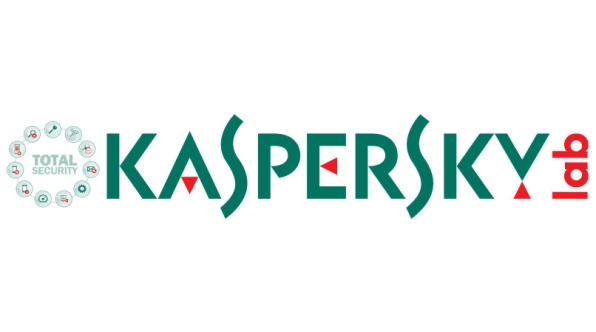 TOTAL
SECURITY
KASPERSKY
lab